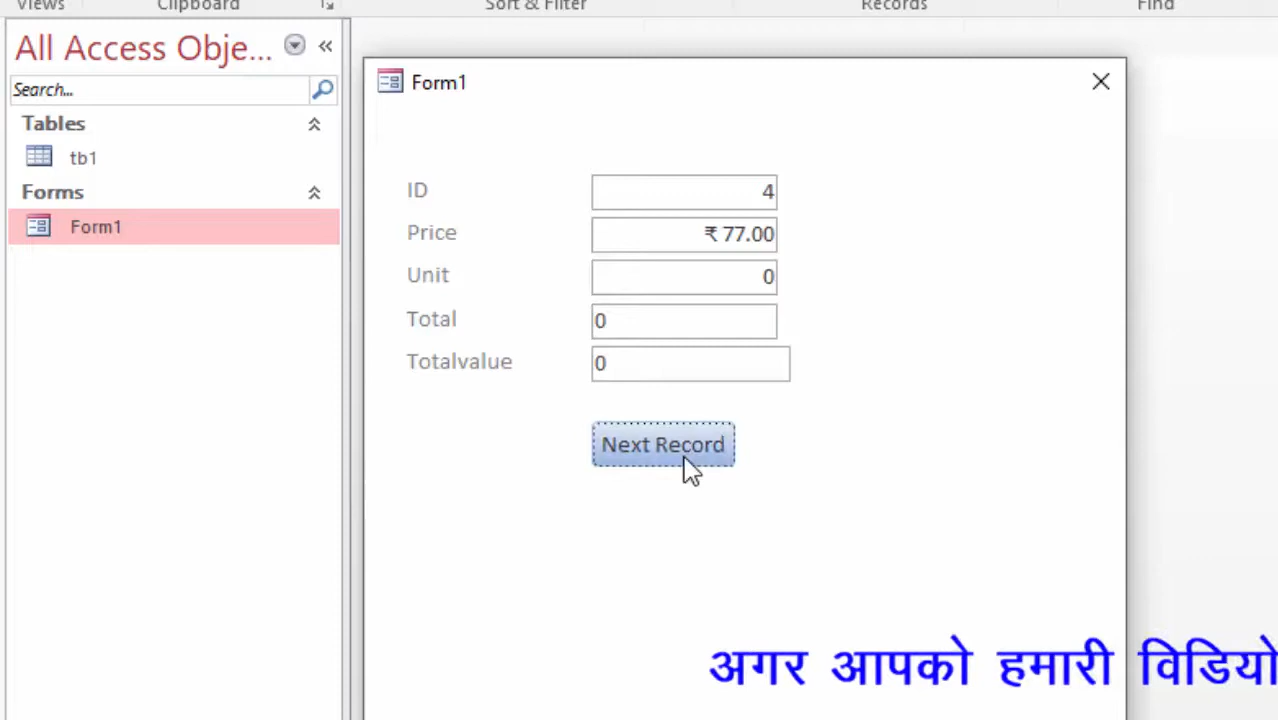 Views Clipboard Sort & Filter Records Find
All Access Obje... «
Search...
Tables
tb1
Forms
Form1
Form1
ID 4
Price ₹ 77.00
Unit 0
Total 0
Totalvalue 0
Next Record
अगर आपको हमारी विडियो